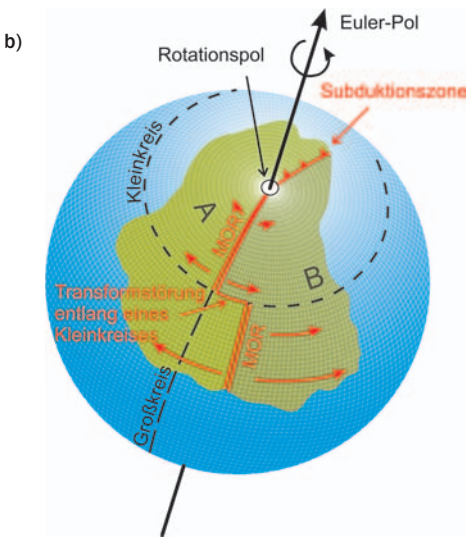 b)
Euler-Pol
Rotationspol
Subduktionszone
Kleinkreis
A
MOR
B
Transformstörung
entlang eines
Kleinkreises
MOR
Großkreis